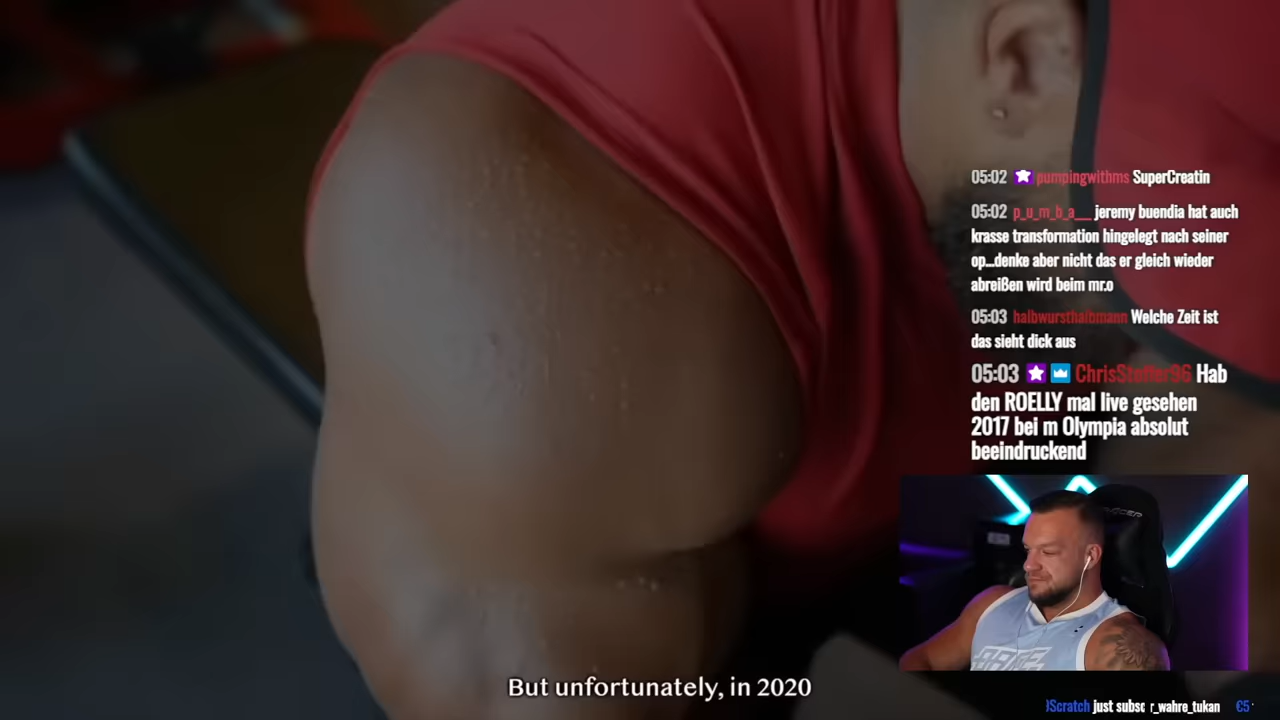 05:02 pumpingwithms SuperCreatin
05:02 p_u_m_b_a__ jeremy buendia hat auch
krasse transformation hingelegt nach seiner
op...denke aber nicht das er gleich wieder
abreißen wird beim mr.o
05:03 halbwursthalbmann Welche Zeit ist
das sieht dick aus
05:03 ChrisStoffer96 Hab
den ROELLY mal live gesehen
2017 bei m Olympia absolut
beeindruckend
But unfortunately, in 2020
Scratch just subsc r_wahre_tukan €5